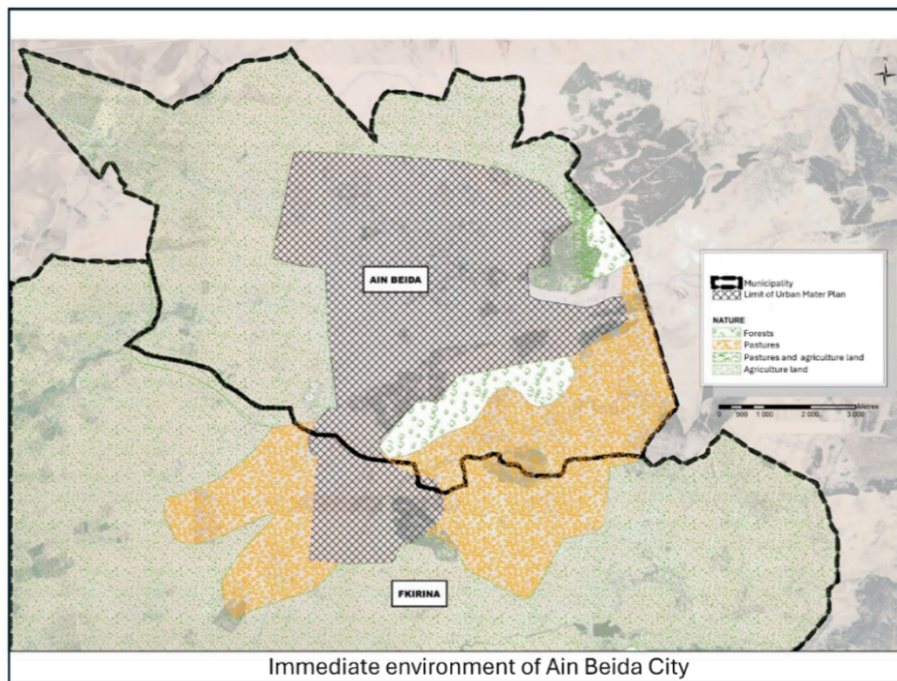 AIN BEIDA
Municipality
Limit of Urban Mater Plan
NATURE
Forests
Pastures
Pastures and agriculture land
Agriculture land
0 500 1 000 2 000 3 000
Metres
FKIRINA
Immediate environment of Ain Beida City